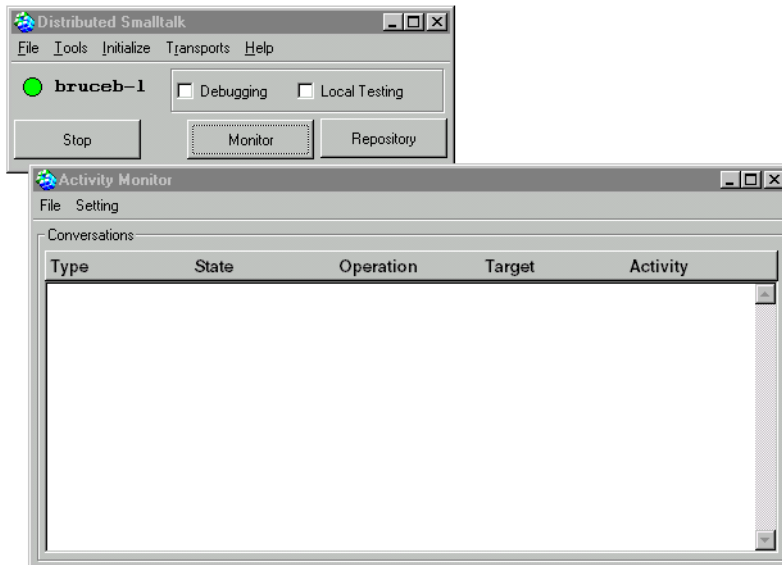 Distributed Smalltalk
File Tools Initialize Transports Help
bruceb-1 Debugging Local Testing
Stop Monitor Repository
Activity Monitor
File Setting
Conversations
Type State Operation Target Activity